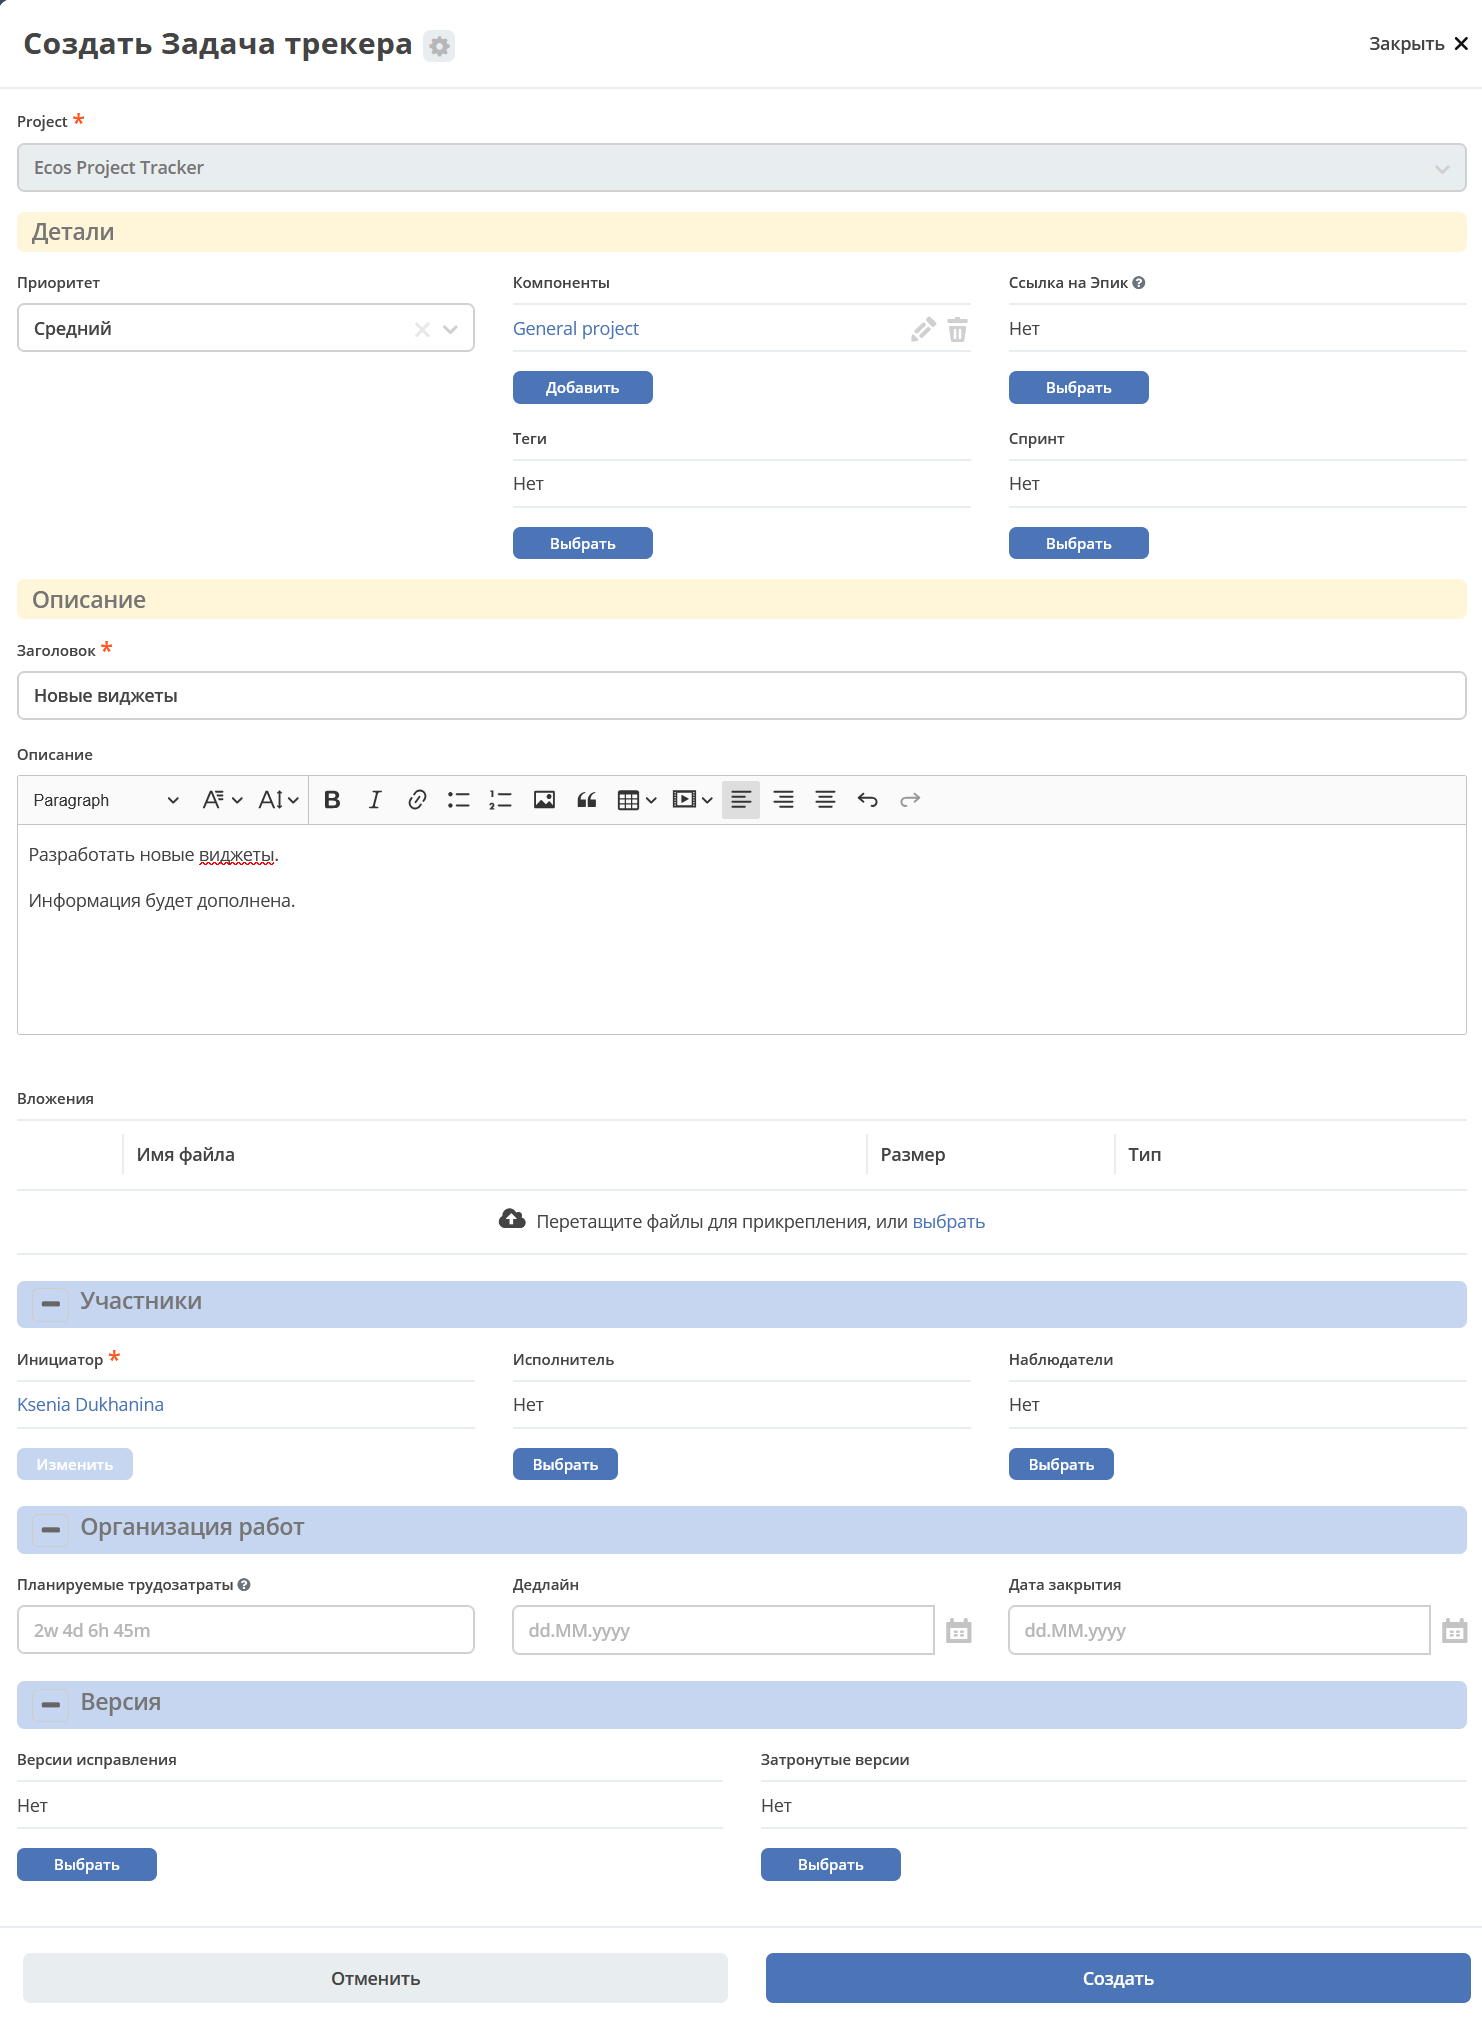 Создать Задача трекера
Закрыть
Project *
Ecos Project Tracker
Детали
Приоритет
Компоненты
Ссылка на Эпик
Средний
General project
Нет
Добавить
Выбрать
Теги
Спринт
Нет
Нет
Выбрать
Выбрать
Описание
Заголовок *
Новые виджеты
Описание
Paragraph
Разработать новые виджеты.
Информация будет дополнена.
Вложения
Имя файла
Размер
Тип
Перетащите файлы для прикрепления, или выбрать
Участники
Инициатор *
Исполнитель
Наблюдатели
Ksenia Dukhanina
Нет
Нет
Изменить
Выбрать
Выбрать
Организация работ
Планируемые трудозатраты
Дедлайн
Дата закрытия
2w 4d 6h 45m
dd.MM.yyyy
dd.MM.yyyy
Версия
Версии исправления
Затронутые версии
Нет
Нет
Выбрать
Выбрать
Отменить
Создать